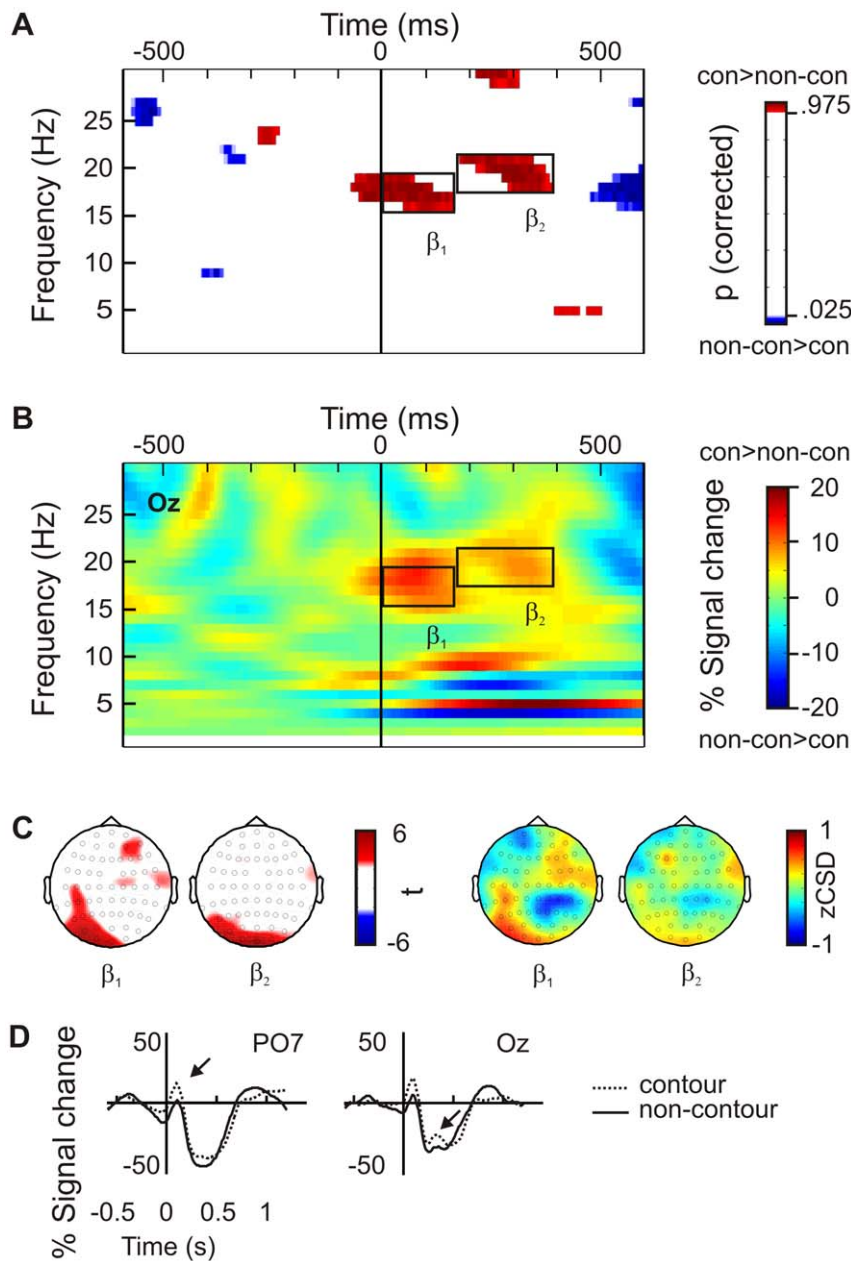 A
Time (ms)
-500 0 500
Frequency (Hz)
25
20
15
10
5
β1
β2
con>non-con
.975
p (corrected)
.025
non-con>con
B
Time (ms)
-500 0 500
Oz
Frequency (Hz)
25
20
15
10
5
β1
β2
con>non-con
20
10
0
-10
-20
% Signal change
non-con>con
C
6
t
-6
1
zCSD
-1
β1 β2 β1 β2
D
% Signal change
50 PO7
-50
50 Oz
-50
contour
non-contour
-0.5 0 0.5 1
Time (s)